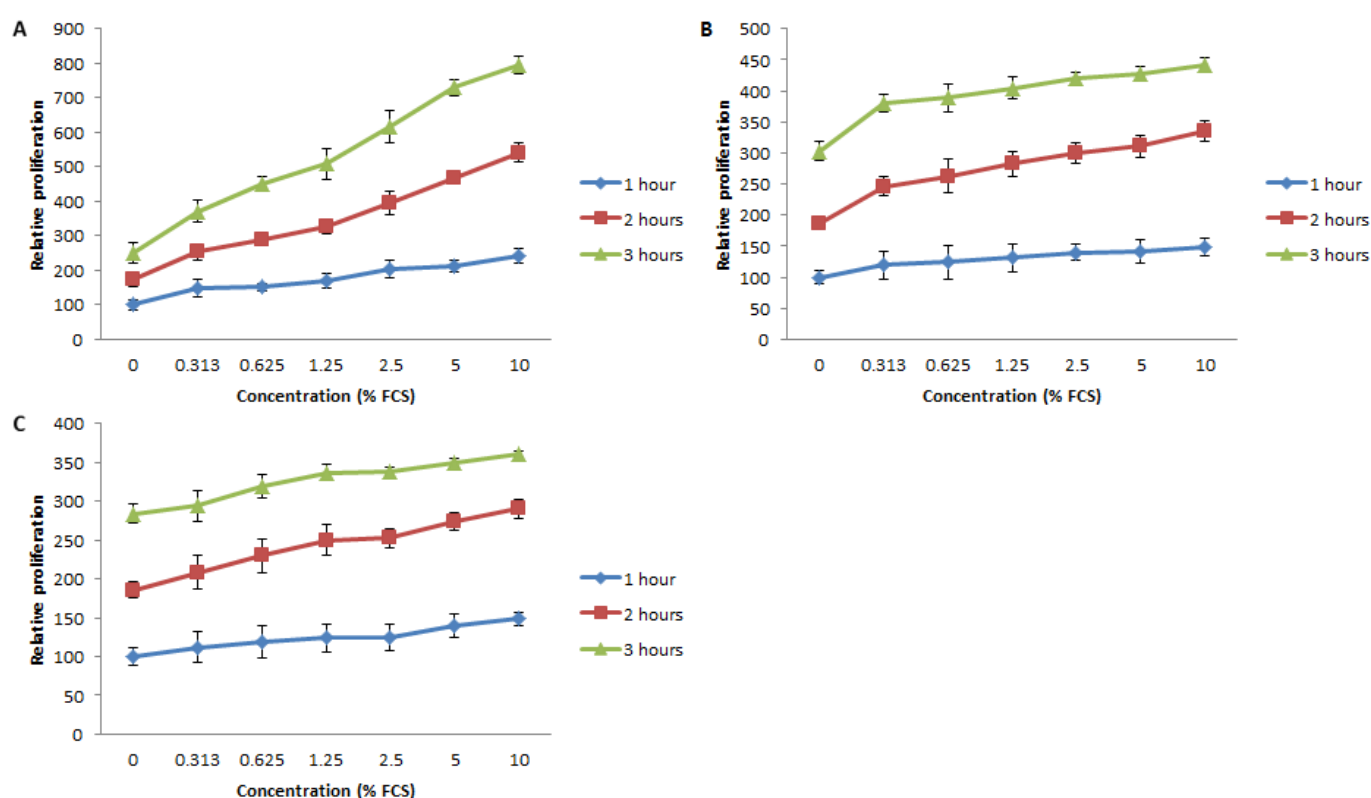 A
900
800
700
600
500
400
300
200
100
0
Relative proliferation
0 0.313 0.625 1.25 2.5 5 10
Concentration (% FCS)
1 hour
2 hours
3 hours
B
500
450
400
350
300
250
200
150
100
50
0
Relative proliferation
0 0.313 0.625 1.25 2.5 5 10
Concentration (% FCS)
1 hour
2 hours
3 hours
C
400
350
300
250
200
150
100
50
0
Relative proliferation
0 0.313 0.625 1.25 2.5 5 10
Concentration (% FCS)
1 hour
2 hours
3 hours